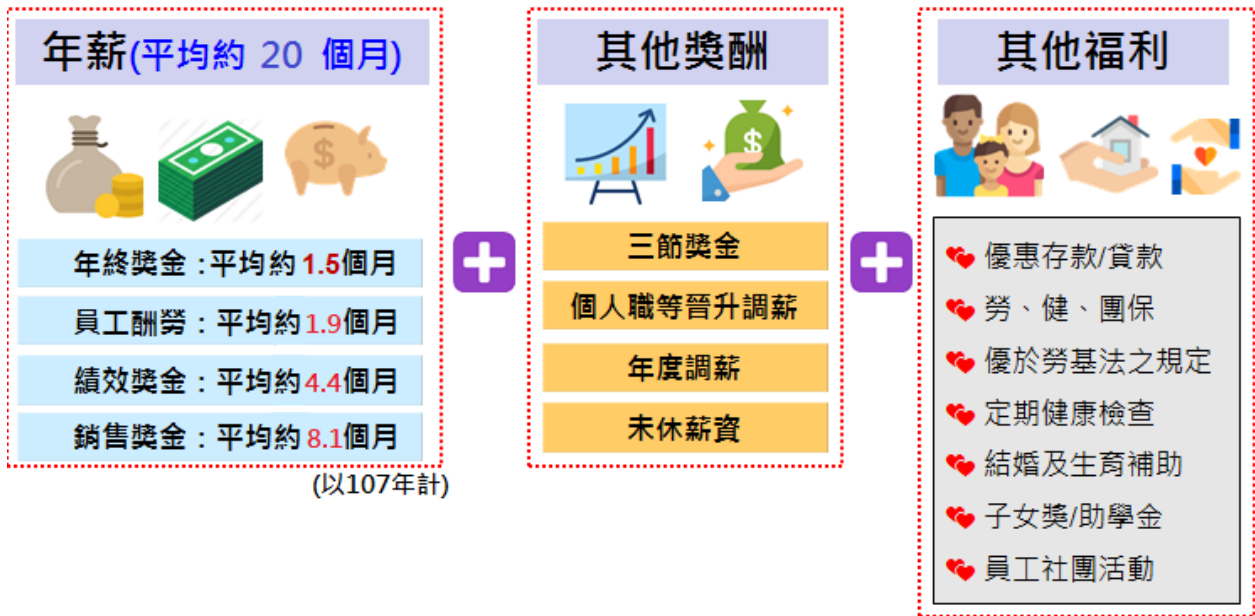 年薪(平均約 20 個月)
年終獎金:平均約1.5個月
員工酬勞:平均約1.9個月
績效獎金:平均約4.4個月
銷售獎金:平均約8.1個月
(以107年計)
其他獎酬
三節獎金
個人職等晉升調薪
年度調薪
未休薪資
其他福利
優惠存款/貸款
勞、健、團保
優於勞基法之規定
定期健康檢查
結婚及生育補助
子女獎/助學金
員工社團活動